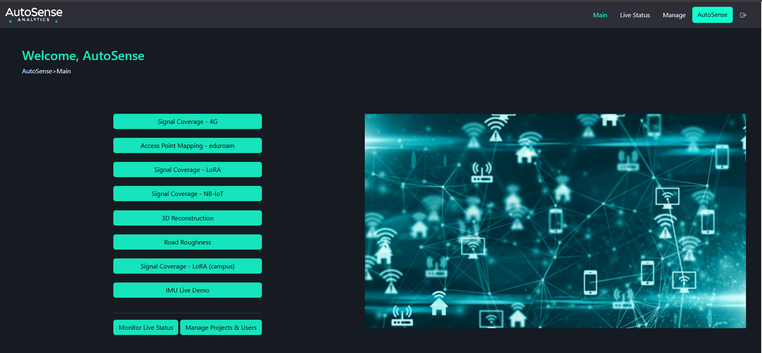 AutoSense
ANALYTICS
Main
Live Status
Manage
AutoSense
Welcome, AutoSense
AutoSense>Main
Signal Coverage - 4G
Access Point Mapping - eduroam
Signal Coverage - LoRA
Signal Coverage - NB-IoT
3D Reconstruction
Road Roughness
Signal Coverage - LoRA (campus)
IMU Live Demo
Monitor Live Status
Manage Projects & Users